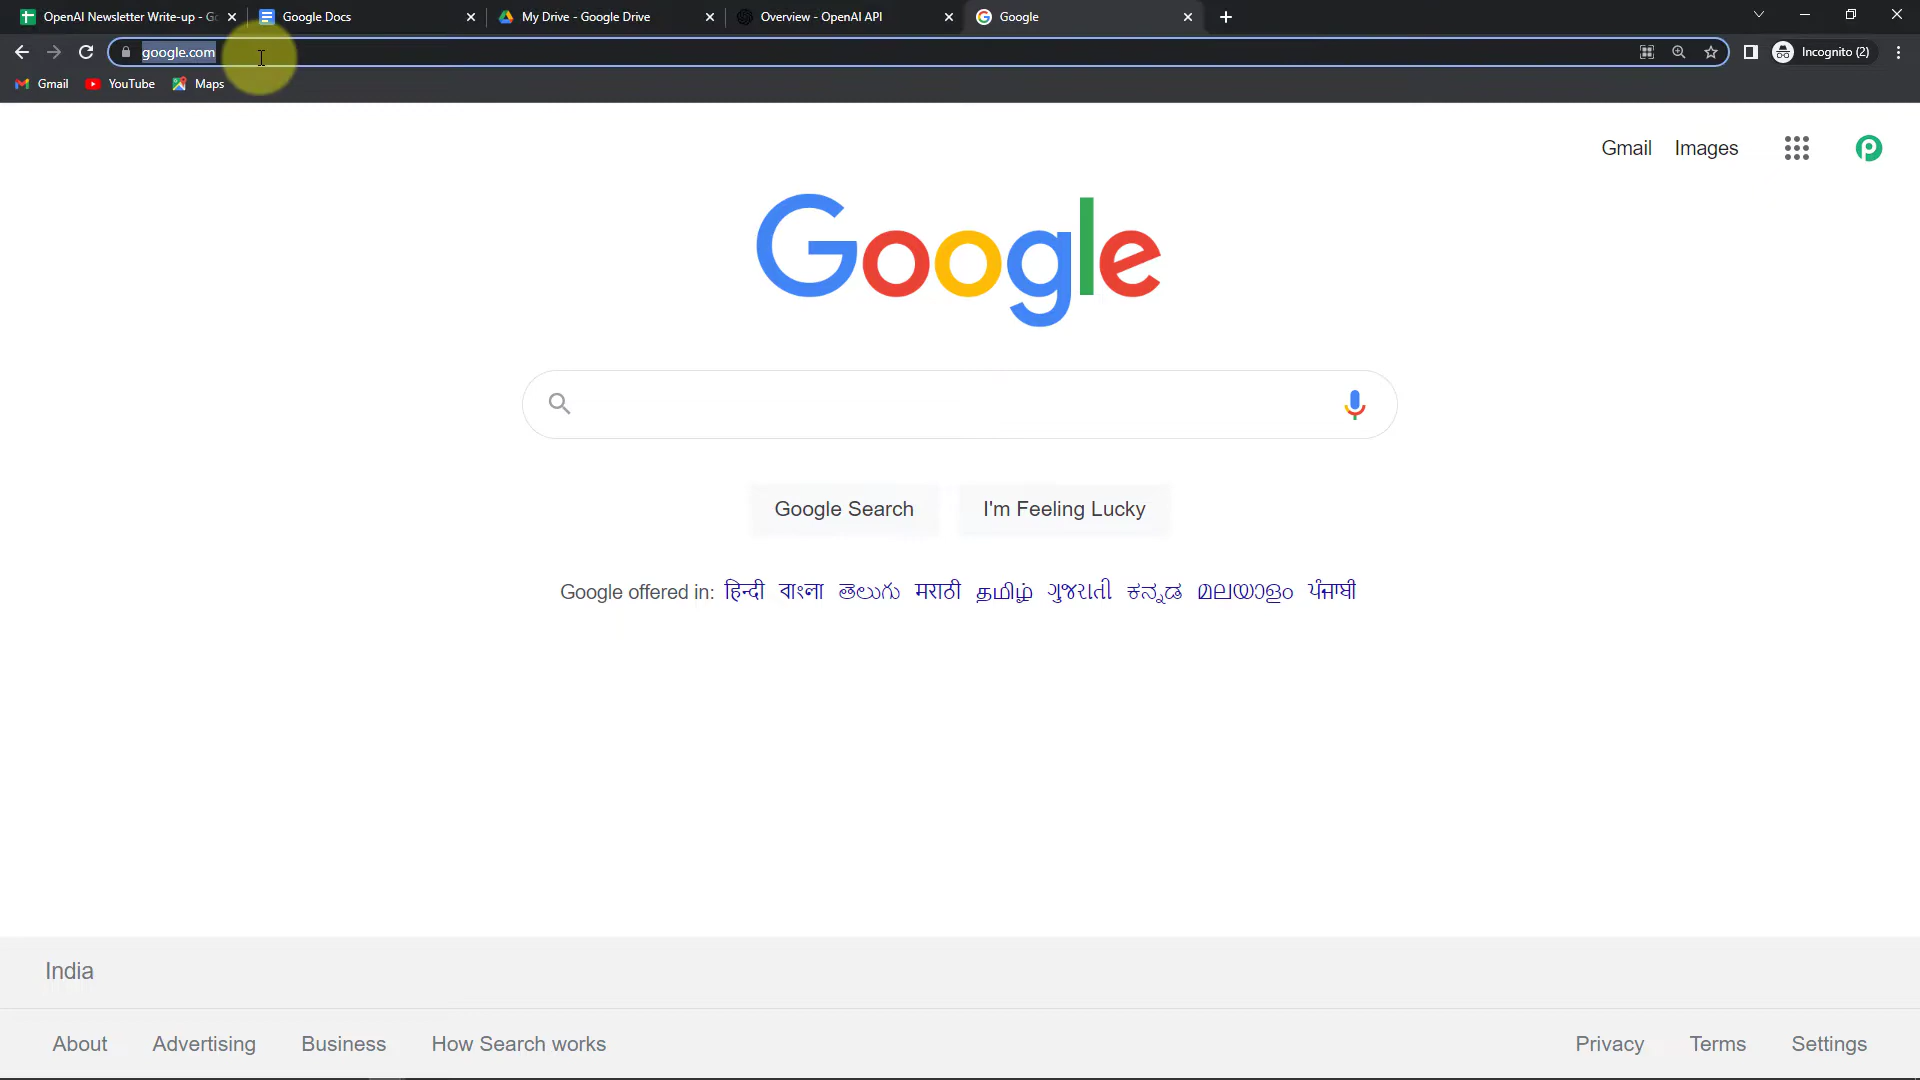 OpenAI Newsletter Write-up - Go Google Docs My Drive - Google Drive Overview - OpenAI API Google
google.com Incognito (2)
Gmail YouTube Maps
Gmail Images
Google
Google Search I'm Feeling Lucky
Google offered in: हिन्दी বাংলা తెలుగు मराठी தமிழ் ગુજરાતી ಕನ್ನಡ മലയാളം ਪੰਜਾਬੀ
India
About Advertising Business How Search works Privacy Terms Settings